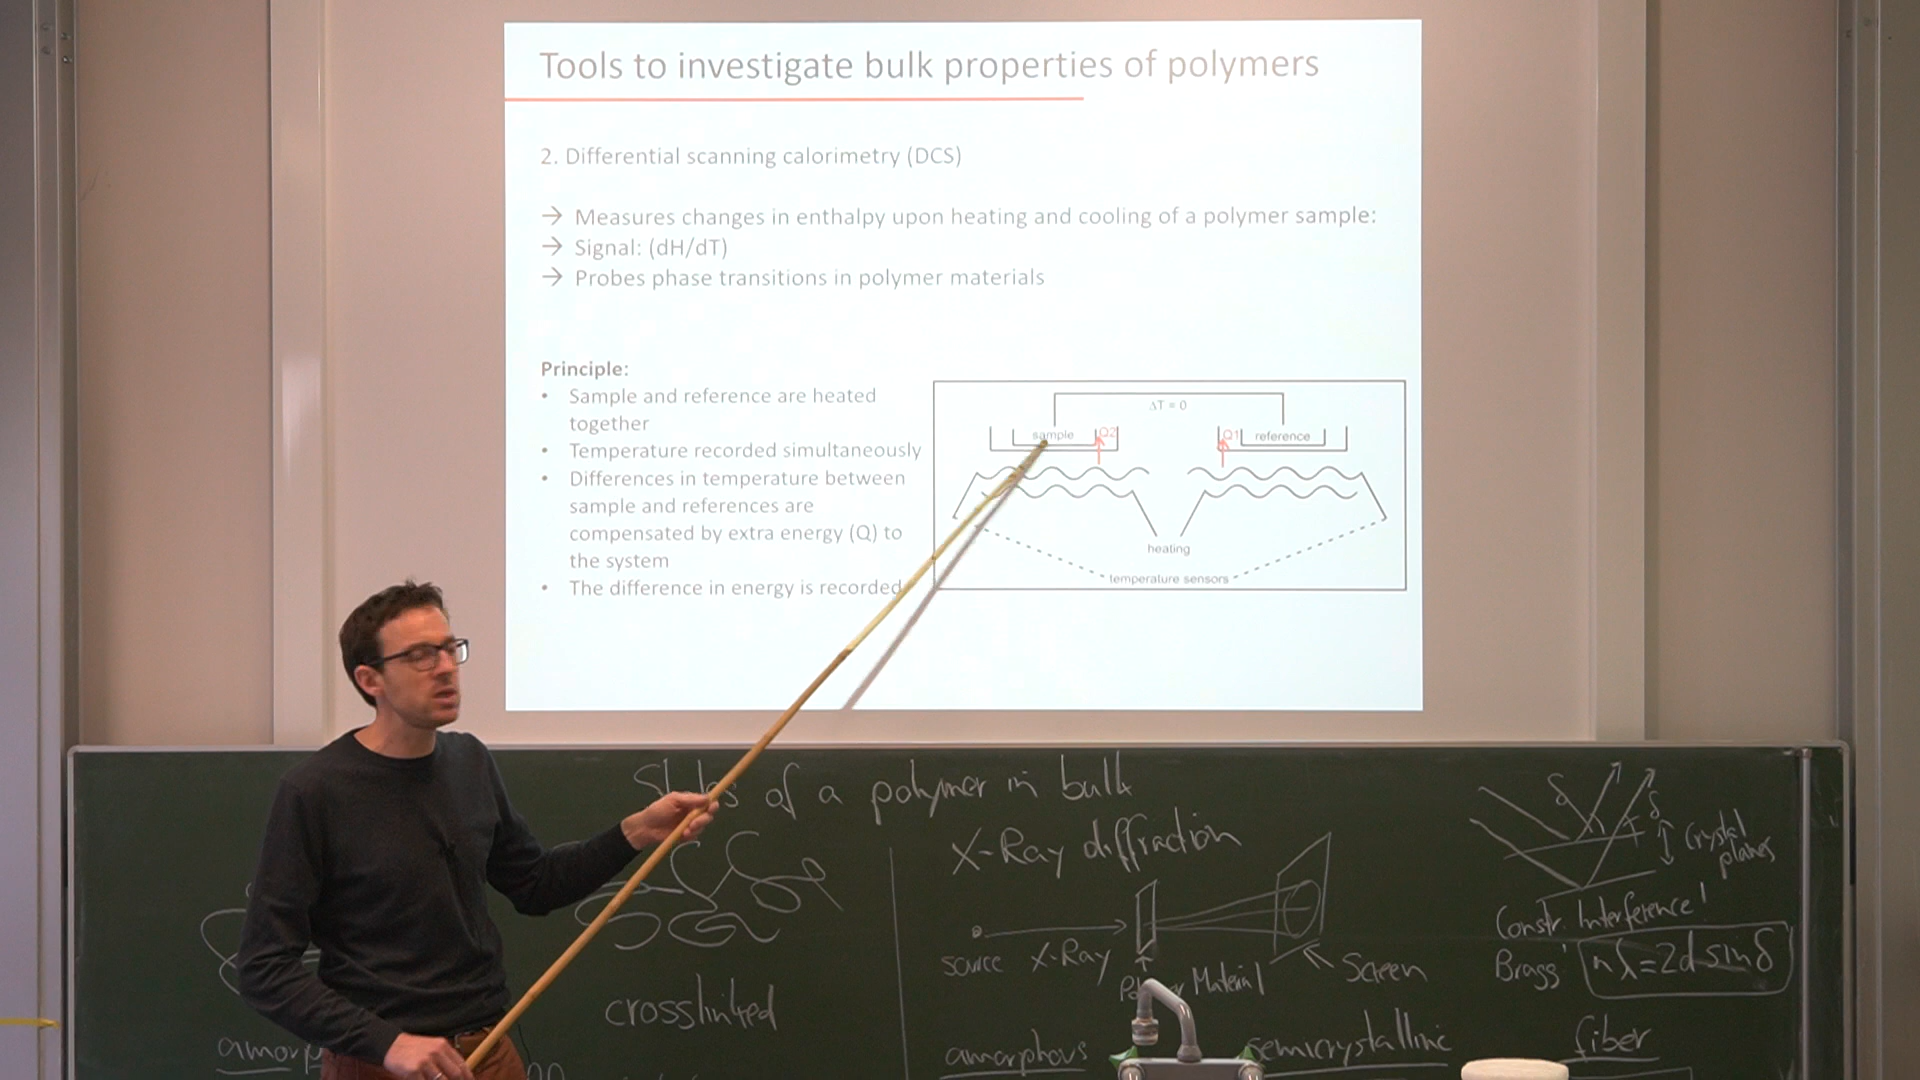 Tools to investigate bulk properties of polymers
2. Differential scanning calorimetry (DCS)
→ Measures changes in enthalpy upon heating and cooling of a polymer sample:
→ Signal: (dH/dT)
→ Probes phase transitions in polymer materials
Principle:
• Sample and reference are heated
together
• Temperature recorded simultaneously
• Differences in temperature between
sample and references are
compensated by extra energy (Q) to
the system
• The difference in energy is recorded
ΔT = 0
sample
Q2
Q1
reference
heating
temperature sensors
of a polymer in bulk
X-Ray diffraction
source X-Ray
Material
Screen
crosslinked
amorphous
semicrystalline
fiber
δ
δ
Crystal
planes
Constr. Interference!
Bragg nλ=2d sinδ